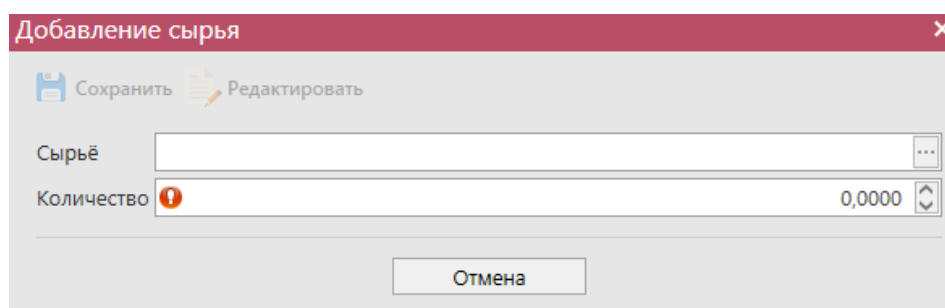 Добавление сырья
Сохранить Редактировать
Сырьё ...
Количество 0,0000
Отмена